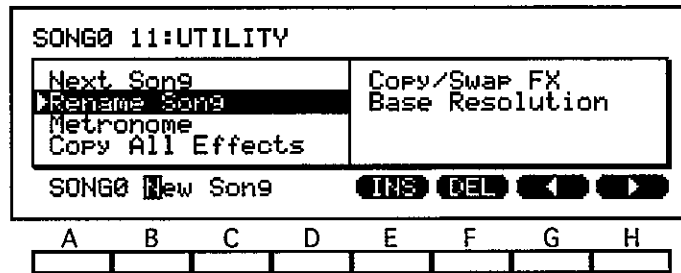 SONG0 11:UTILITY
Next Song
Rename Song
Metronome
Copy All Effects
Copy/Swap FX
Base Resolution
SONG0 New Song INS DEL
A B C D E F G H